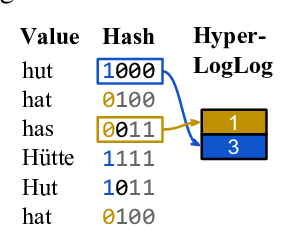 Value Hash Hyper-
LogLog
hut 1000
hat 0100
has 0011 1
Hütte 1111 3
Hut 1011
hat 0100